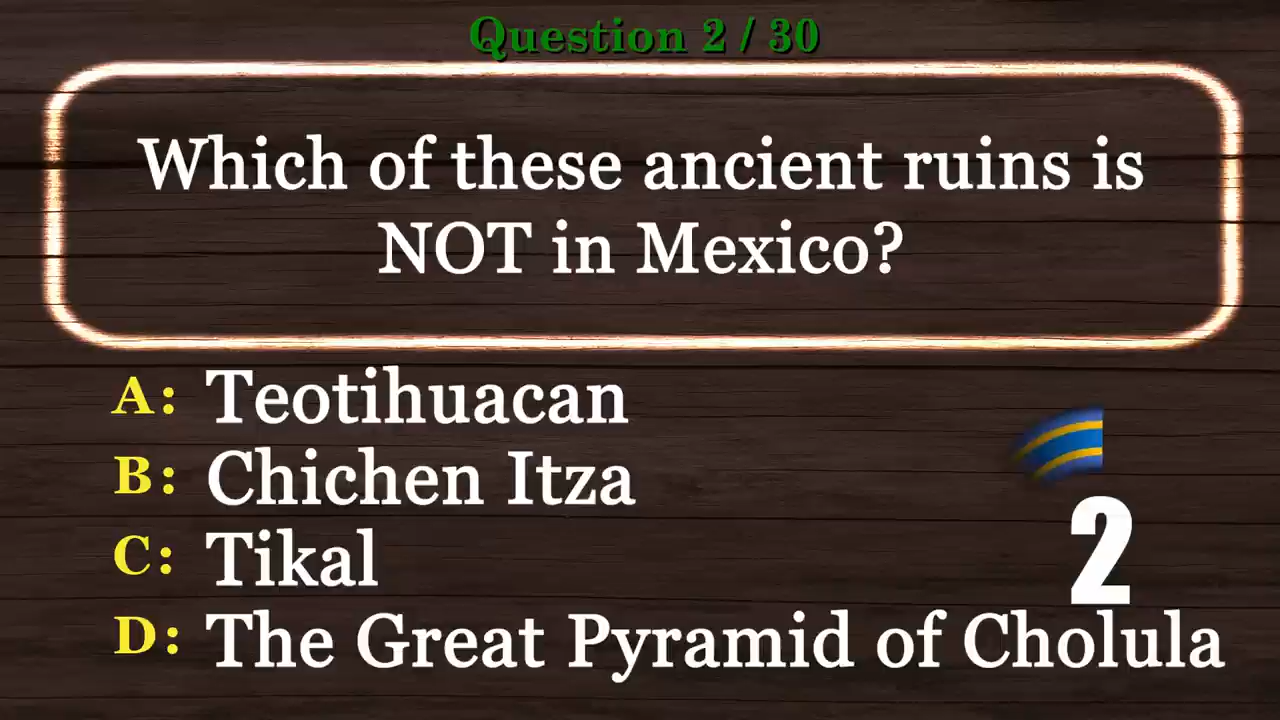 Question 2 / 30
Which of these ancient ruins is
NOT in Mexico?
A: Teotihuacan
B: Chichen Itza
C: Tikal
2
D: The Great Pyramid of Cholula